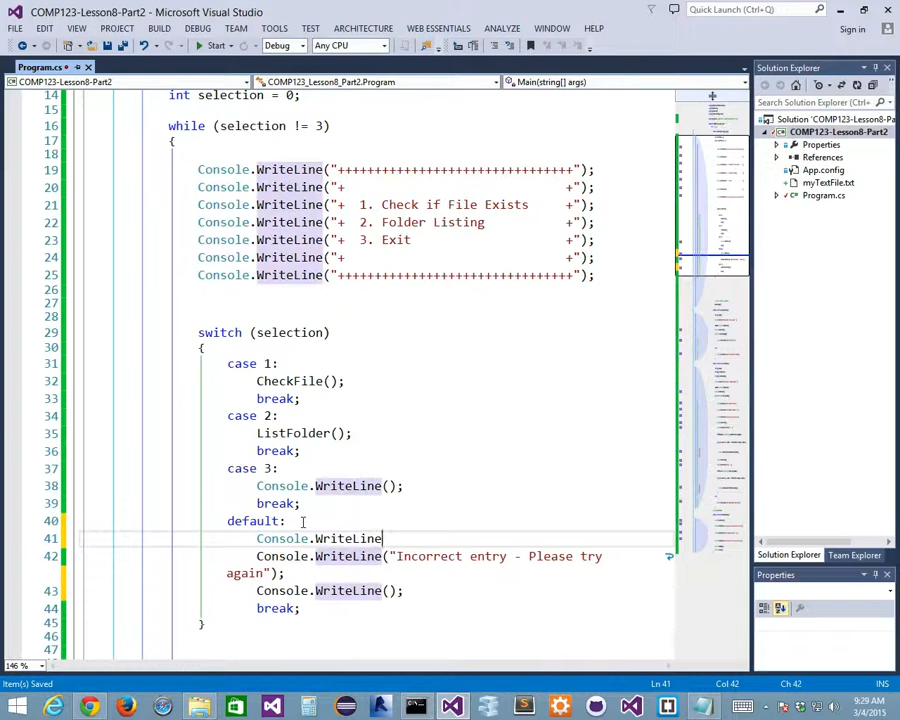 COMP123-Lesson8-Part2 - Microsoft Visual Studio
Quick Launch (Ctrl+Q)
FILE EDIT VIEW PROJECT BUILD DEBUG TEAM TOOLS TEST ARCHITECTURE WEB ESSENTIALS ANALYZE WINDOW HELP
Sign in
Start Debug Any CPU
Program.cs
COMP123-Lesson8-Part2 COMP123_Lesson8_Part2.Program Main(string[] args)
14 int selection = 0;
15
16 while (selection != 3)
17 {
18
19 Console.WriteLine("++++++++++++++++++++++++++++++++");
20 Console.WriteLine("+ +");
21 Console.WriteLine("+ 1. Check if File Exists +");
22 Console.WriteLine("+ 2. Folder Listing +");
23 Console.WriteLine("+ 3. Exit +");
24 Console.WriteLine("+ +");
25 Console.WriteLine("++++++++++++++++++++++++++++++++");
26
27
28
29 switch (selection)
30 {
31 case 1:
32 CheckFile();
33 break;
34 case 2:
35 ListFolder();
36 break;
37 case 3:
38 Console.WriteLine();
39 break;
40 default:
41 Console.WriteLine
42 Console.WriteLine("Incorrect entry - Please try
again");
43 Console.WriteLine();
44 break;
45 }
46
47
146 %
Solution Explorer
Search Solution Explorer (Ctrl+
Solution 'COMP123-Lesson8-Pa
COMP123-Lesson8-Part2
Properties
References
App.config
myTextFile.txt
Program.cs
Solution Explorer Team Explorer
Properties
Item(s) Saved Ln 41 Col 42 Ch 42 INS
9:29 AM
3/4/2015